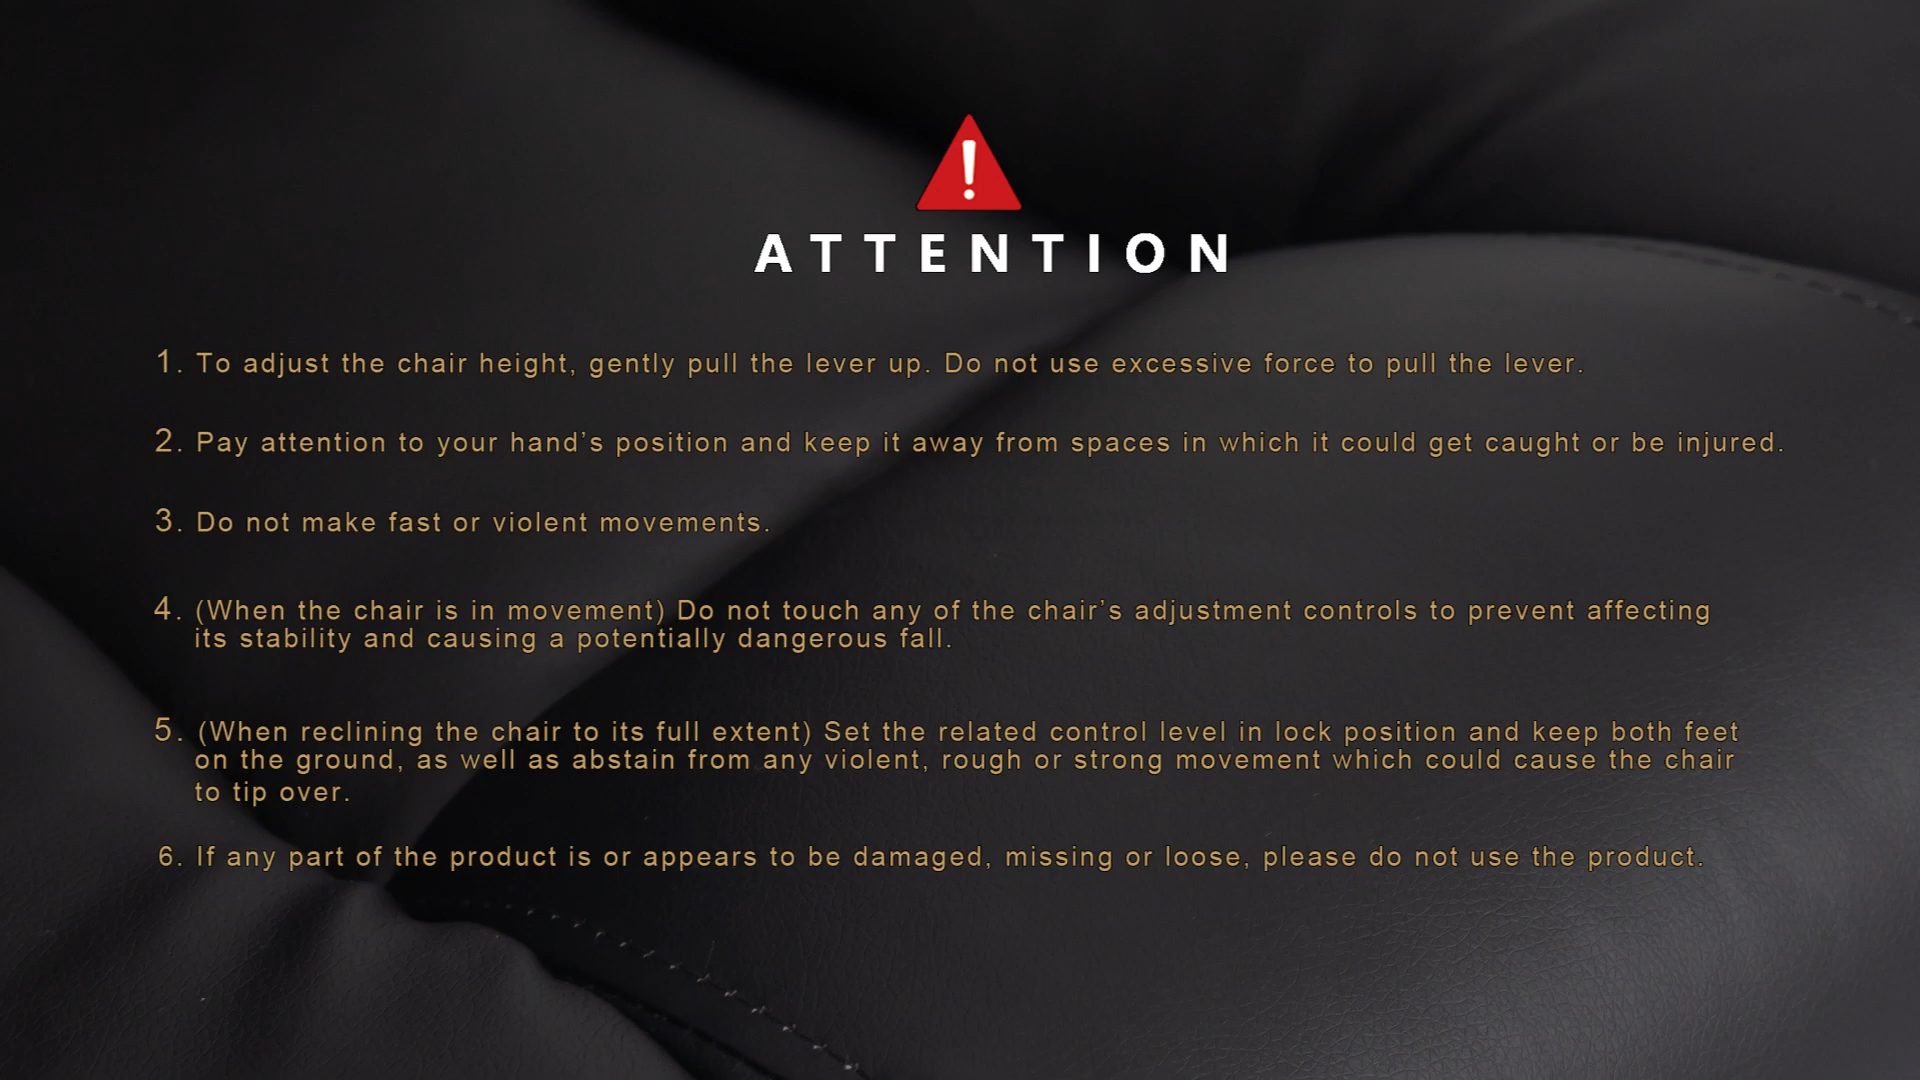 ATTENTION
1. To adjust the chair height, gently pull the lever up. Do not use excessive force to pull the lever.
2. Pay attention to your hand’s position and keep it away from spaces in which it could get caught or be injured.
3. Do not make fast or violent movements.
4. (When the chair is in movement) Do not touch any of the chair’s adjustment controls to prevent affecting
its stability and causing a potentially dangerous fall.
5. (When reclining the chair to its full extent) Set the related control level in lock position and keep both feet
on the ground, as well as abstain from any violent, rough or strong movement which could cause the chair
to tip over.
6. If any part of the product is or appears to be damaged, missing or loose, please do not use the product.